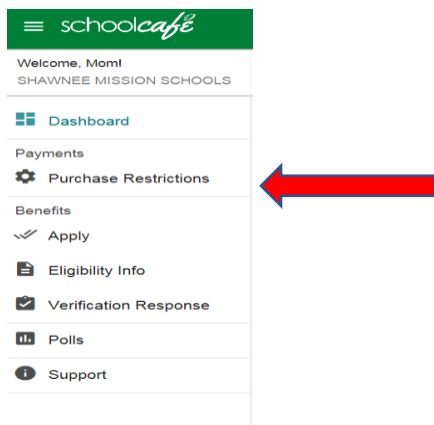 schoolcafé
Welcome, Mom!
SHAWNEE MISSION SCHOOLS
Dashboard
Payments
Purchase Restrictions
Benefits
Apply
Eligibility Info
Verification Response
Polls
Support